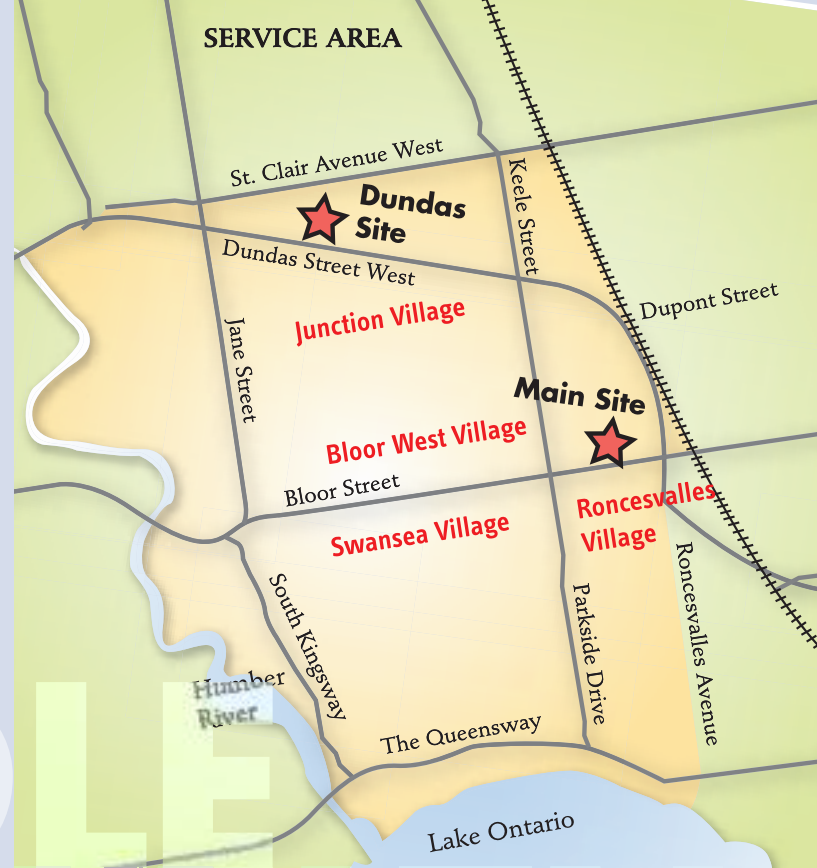 SERVICE AREA
St. Clair Avenue West
Keele Street
Dundas
Site
Dundas Street West
Dupont Street
Junction Village
Jane Street
Main Site
Bloor West Village
Bloor Street
Roncesvalles
Village
Swansea Village
South Kingsway
Parkside Drive
Roncesvalles Avenue
Humber
River
The Queensway
Lake Ontario
LE